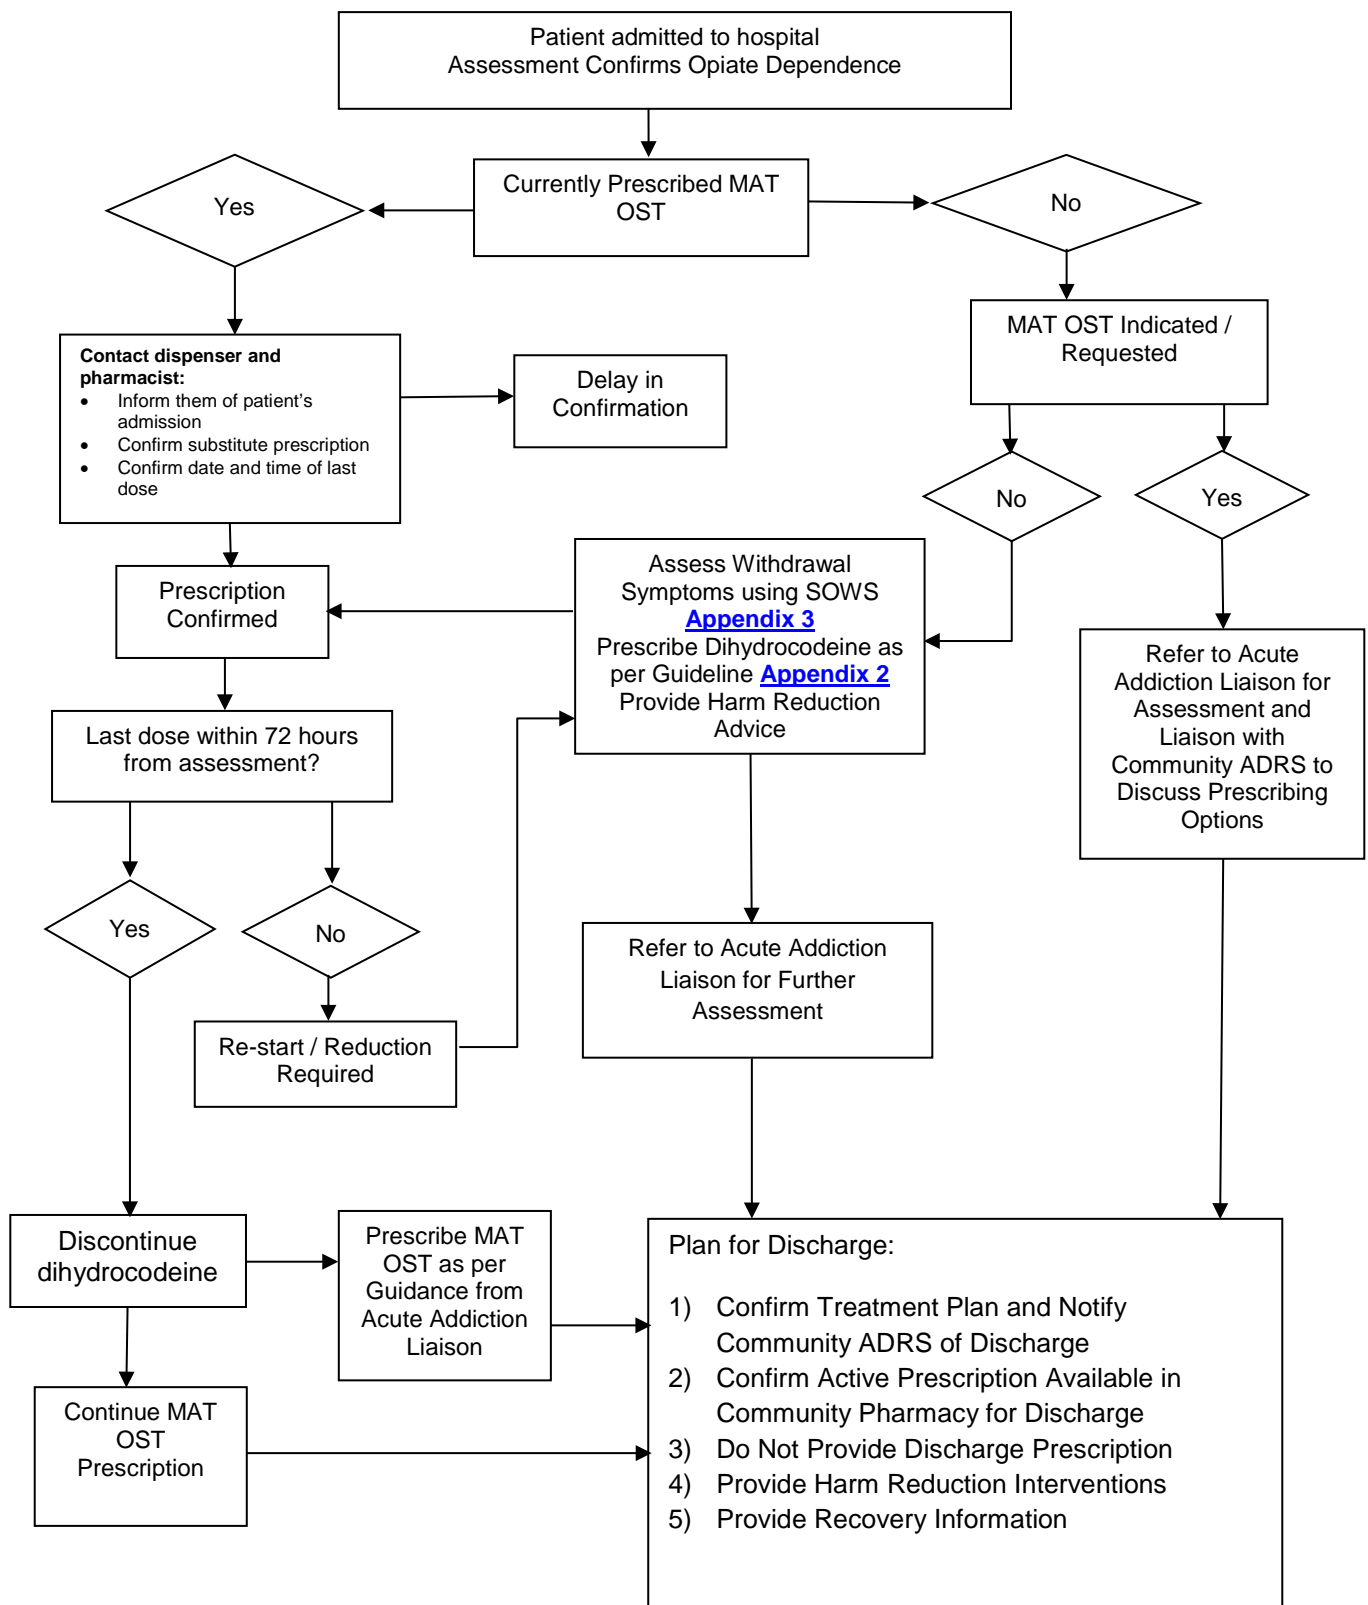 Patient admitted to hospital
Assessment Confirms Opiate Dependence
Currently Prescribed MAT
OST
Yes
No
Contact dispenser and
pharmacist:
• Inform them of patient’s
admission
• Confirm substitute prescription
• Confirm date and time of last
dose
Delay in
Confirmation
MAT OST Indicated /
Requested
No
Yes
Prescription
Confirmed
Assess Withdrawal
Symptoms using SOWS
Appendix 3
Prescribe Dihydrocodeine as
per Guideline Appendix 2
Provide Harm Reduction
Advice
Refer to Acute
Addiction Liaison for
Assessment and
Liaison with
Community ADRS to
Discuss Prescribing
Options
Last dose within 72 hours
from assessment?
Yes
No
Refer to Acute Addiction
Liaison for Further
Assessment
Re-start / Reduction
Required
Discontinue
dihydrocodeine
Prescribe MAT
OST as per
Guidance from
Acute Addiction
Liaison
Continue MAT
OST
Prescription
Plan for Discharge:
1) Confirm Treatment Plan and Notify
Community ADRS of Discharge
2) Confirm Active Prescription Available in
Community Pharmacy for Discharge
3) Do Not Provide Discharge Prescription
4) Provide Harm Reduction Interventions
5) Provide Recovery Information